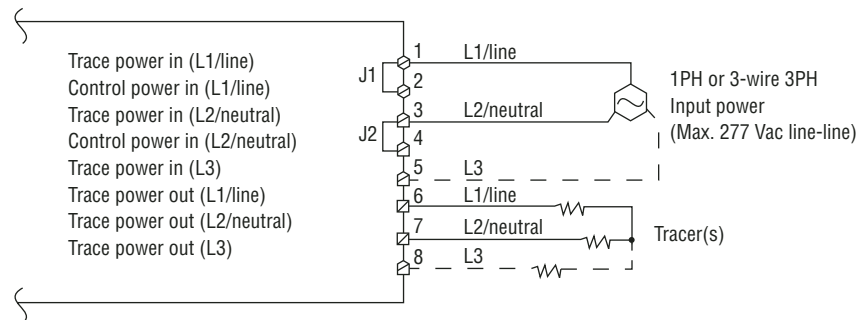 Trace power in (L1/line)
Control power in (L1/line)
Trace power in (L2/neutral)
Control power in (L2/neutral)
Trace power in (L3)
Trace power out (L1/line)
Trace power out (L2/neutral)
Trace power out (L3)
J1
J2
1
2
3
4
5
6
7
8
L1/line
L2/neutral
L3
L1/line
L2/neutral
L3
1PH or 3-wire 3PH
Input power
(Max. 277 Vac line-line)
Tracer(s)